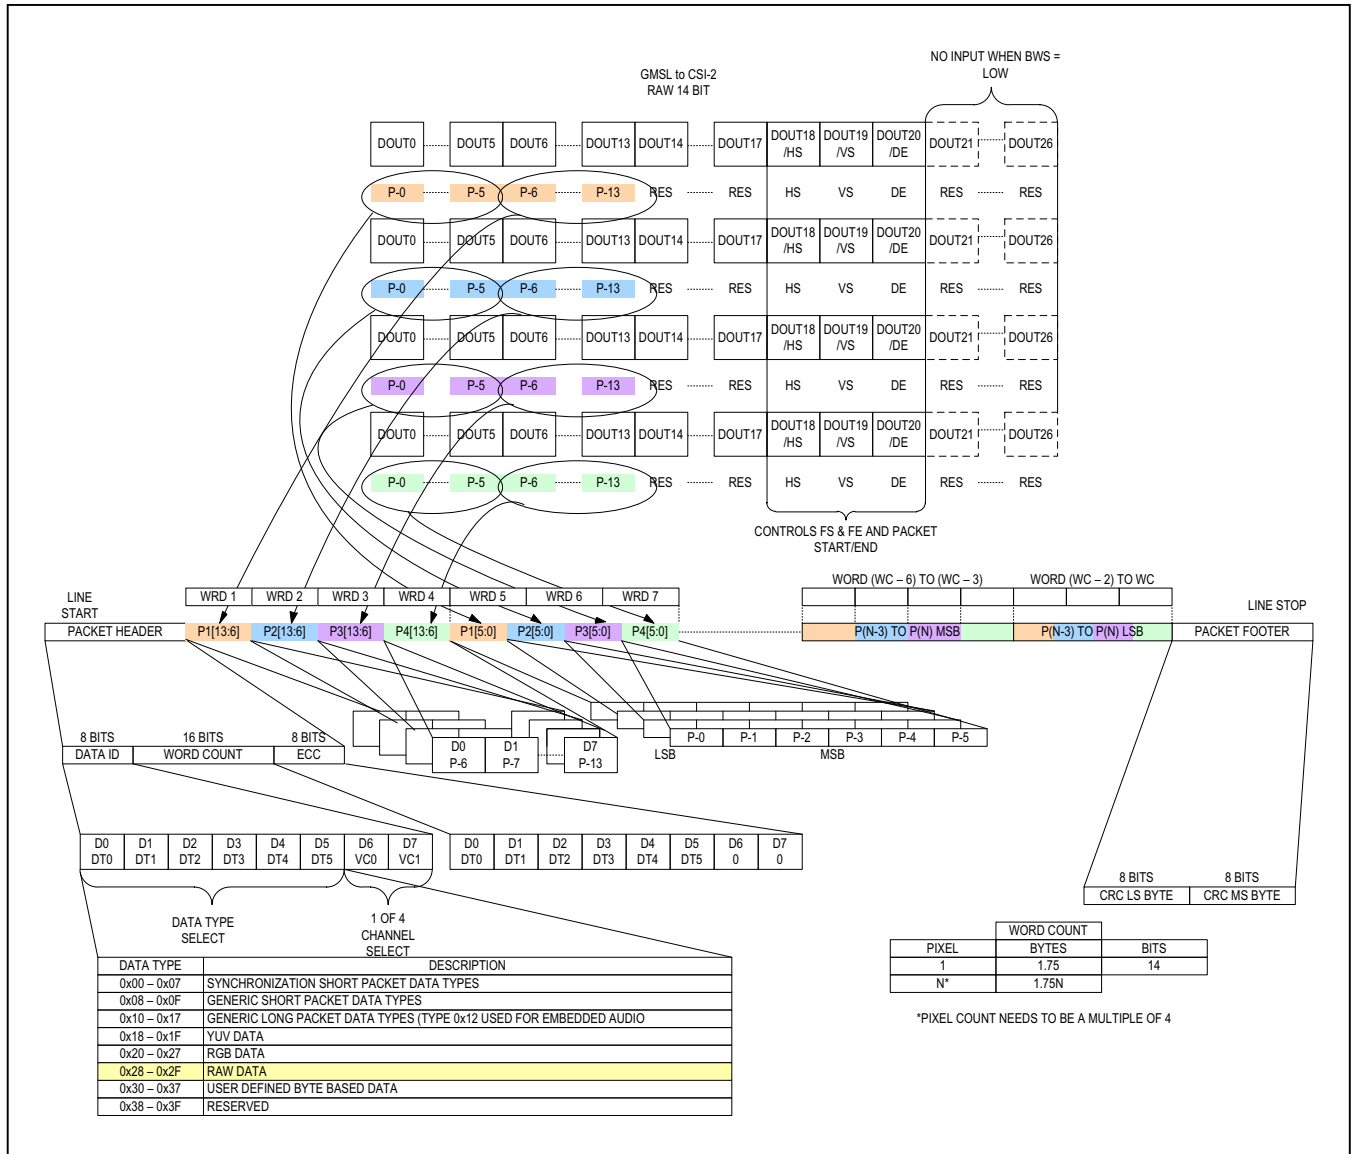 NO INPUT WHEN BWS =
LOW
GMSL to CSI-2
RAW 14 BIT
DOUT0 DOUT5 DOUT6 DOUT13 DOUT14 DOUT17 DOUT18 /HS DOUT19 /VS DOUT20 /DE DOUT21 DOUT26
P-0 P-5 P-6 P-13 RES RES HS VS DE RES RES
DOUT0 DOUT5 DOUT6 DOUT13 DOUT14 DOUT17 DOUT18 /HS DOUT19 /VS DOUT20 /DE DOUT21 DOUT26
P-0 P-5 P-6 P-13 RES RES HS VS DE RES RES
DOUT0 DOUT5 DOUT6 DOUT13 DOUT14 DOUT17 DOUT18 /HS DOUT19 /VS DOUT20 /DE DOUT21 DOUT26
P-0 P-5 P-6 P-13 RES RES HS VS DE RES RES
DOUT0 DOUT5 DOUT6 DOUT13 DOUT14 DOUT17 DOUT18 /HS DOUT19 /VS DOUT20 /DE DOUT21 DOUT26
P-0 P-5 P-6 P-13 RES RES HS VS DE RES RES
CONTROLS FS & FE AND PACKET
START/END
WORD (WC – 6) TO (WC – 3) WORD (WC – 2) TO WC
LINE
START
WRD 1 WRD 2 WRD 3 WRD 4 WRD 5 WRD 6 WRD 7
LINE STOP
PACKET HEADER P1[13:6] P2[13:6] P3[13:6] P4[13:6] P1[5:0] P2[5:0] P3[5:0] P4[5:0] P(N-3) TO P(N) MSB P(N-3) TO P(N) LSB PACKET FOOTER
8 BITS 16 BITS 8 BITS
DATA ID WORD COUNT ECC
D0 D1 D7
P-6 P-7 P-13
P-0 P-1 P-2 P-3 P-4 P-5
LSB MSB
D0 D1 D2 D3 D4 D5 D6 D7
DT0 DT1 DT2 DT3 DT4 DT5 VC0 VC1
D0 D1 D2 D3 D4 D5 D6 D7
DT0 DT1 DT2 DT3 DT4 DT5 0 0
8 BITS 8 BITS
CRC LS BYTE CRC MS BYTE
DATA TYPE
SELECT
1 OF 4
CHANNEL
SELECT
WORD COUNT
PIXEL BYTES BITS
1 1.75 14
N* 1.75N
*PIXEL COUNT NEEDS TO BE A MULTIPLE OF 4
DATA TYPE DESCRIPTION
0x00 – 0x07 SYNCHRONIZATION SHORT PACKET DATA TYPES
0x08 – 0x0F GENERIC SHORT PACKET DATA TYPES
0x10 – 0x17 GENERIC LONG PACKET DATA TYPES (TYPE 0x12 USED FOR EMBEDDED AUDIO
0x18 – 0x1F YUV DATA
0x20 – 0x27 RGB DATA
0x28 – 0x2F RAW DATA
0x30 – 0x37 USER DEFINED BYTE BASED DATA
0x38 – 0x3F RESERVED